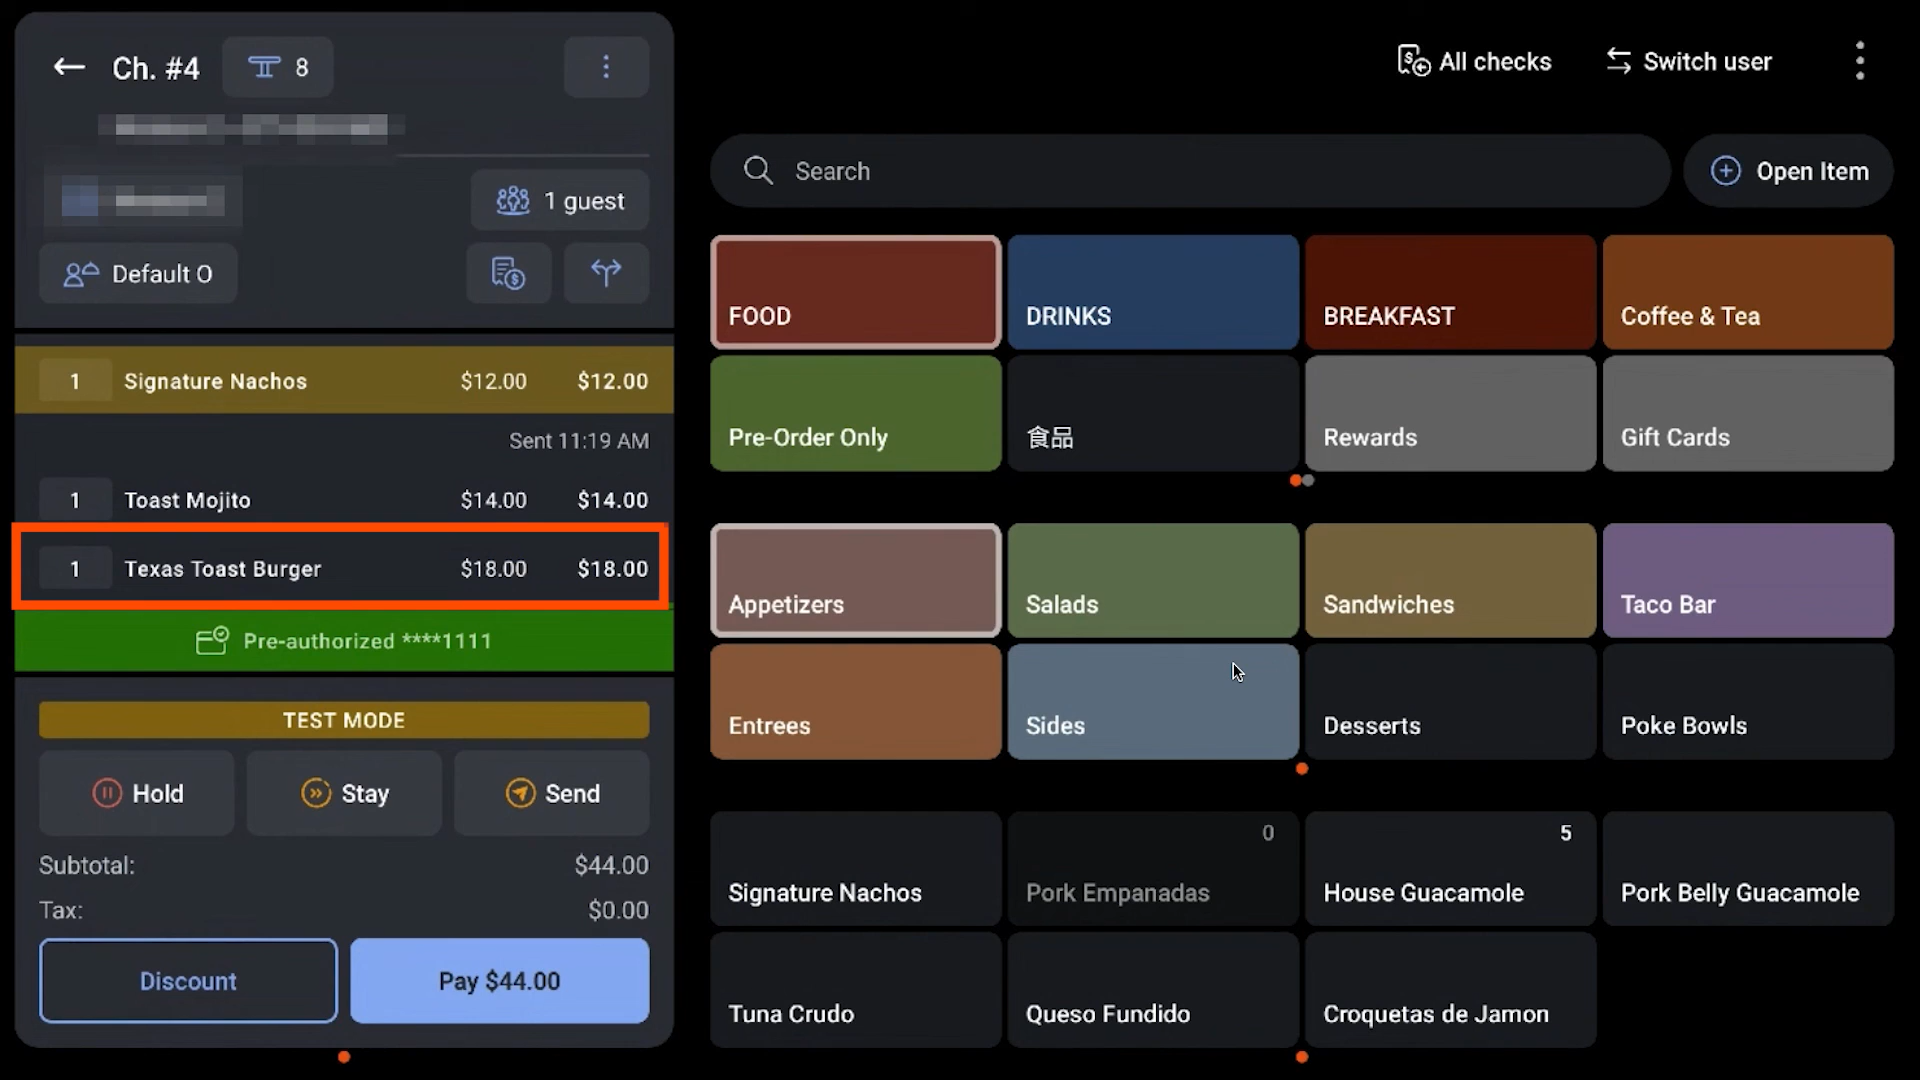 Ch. #4
8
1 guest
Default O
1 Signature Nachos $12.00 $12.00
Sent 11:19 AM
1 Toast Mojito $14.00 $14.00
1 Texas Toast Burger $18.00 $18.00
Pre-authorized ****1111
TEST MODE
Hold Stay Send
Subtotal: $44.00
Tax: $0.00
Discount Pay $44.00
All checks Switch user
Search Open Item
FOOD DRINKS BREAKFAST Coffee & Tea
Pre-Order Only 食品 Rewards Gift Cards
Appetizers Salads Sandwiches Taco Bar
Entrees Sides Desserts Poke Bowls
0 5
Signature Nachos Pork Empanadas House Guacamole Pork Belly Guacamole
Tuna Crudo Queso Fundido Croquetas de Jamon